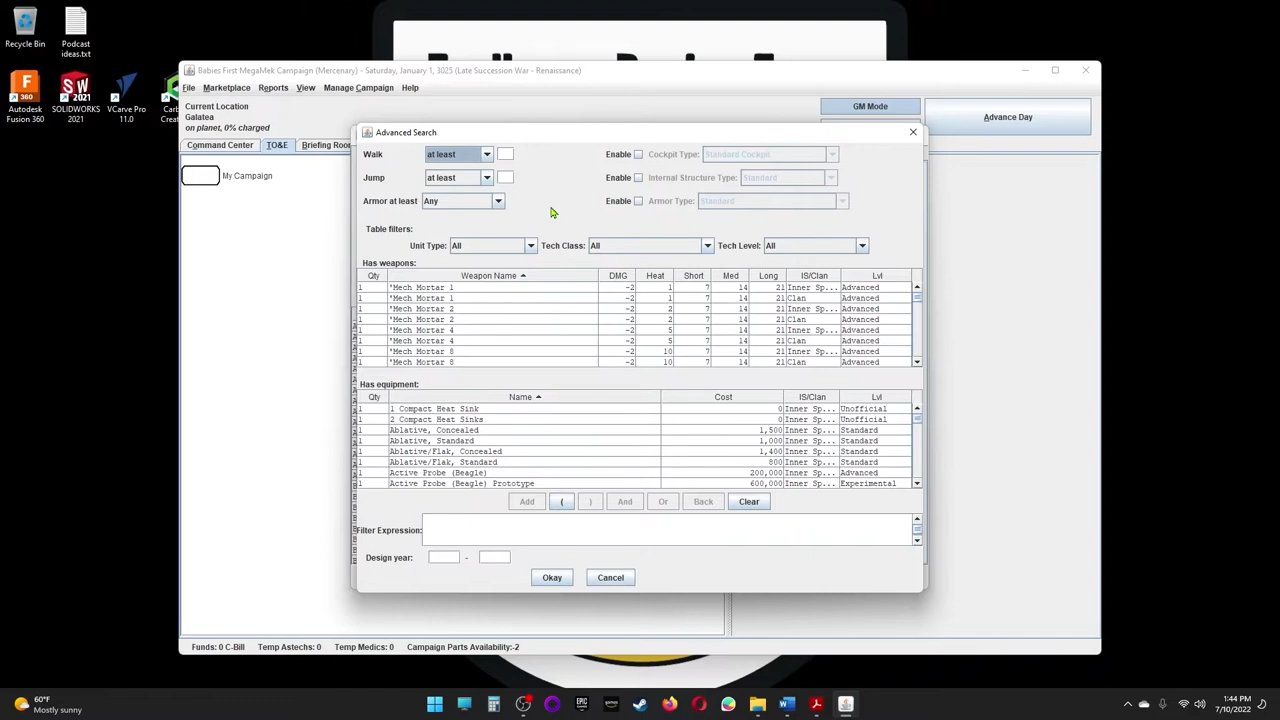 Recycle Bin
Podcast
ideas.txt
Autodesk
Fusion 360
SOLIDWORKS
2021
VCarve Pro
11.0
Babies First MegaMek Campaign (Mercenary) - Saturday, January 1, 3025 (Late Succession War - Renaissance)
File Marketplace Reports View Manage Campaign Help
Current Location
Galatea
on planet, 0% charged
GM Mode
Advance Day
Command Center TO&E
My Campaign
Advanced Search
Walk at least Enable Cockpit Type: Standard Cockpit
Jump at least Enable Internal Structure Type: Standard
Armor at least Any Enable Armor Type: Standard
Table filters:
Unit Type: All Tech Class: All Tech Level: All
Has weapons:
Qty Weapon Name DMG Heat Short Med Long IS/Clan Lvl
1 'Mech Mortar 1 -2 1 7 14 21 Inner Sp... Advanced
1 'Mech Mortar 1 -2 1 7 14 21 Clan Advanced
1 'Mech Mortar 2 -2 2 7 14 21 Inner Sp... Advanced
1 'Mech Mortar 2 -2 2 7 14 21 Clan Advanced
1 'Mech Mortar 4 -2 5 7 14 21 Inner Sp... Advanced
1 'Mech Mortar 4 -2 5 7 14 21 Clan Advanced
1 'Mech Mortar 8 -2 10 7 14 21 Inner Sp... Advanced
1 'Mech Mortar 8 -2 10 7 14 21 Clan Advanced
Has equipment:
Qty Name Cost IS/Clan Lvl
1 1 Compact Heat Sink 0 Inner Sp... Unofficial
1 2 Compact Heat Sinks 0 Inner Sp... Unofficial
1 Ablative, Concealed 1,500 Inner Sp... Standard
1 Ablative, Standard 1,000 Inner Sp... Standard
1 Ablative/Flak, Concealed 1,400 Inner Sp... Standard
1 Ablative/Flak, Standard 800 Inner Sp... Standard
1 Active Probe (Beagle) 200,000 Inner Sp... Advanced
1 Active Probe (Beagle) Prototype 600,000 Inner Sp... Experimental
Add ( ) And Or Back Clear
Filter Expression:
Design year: -
Okay Cancel
Funds: 0 C-Bill Temp Astechs: 0 Temp Medics: 0 Campaign Parts Availability:-2
60°F
Mostly sunny
1:44 PM
7/10/2022